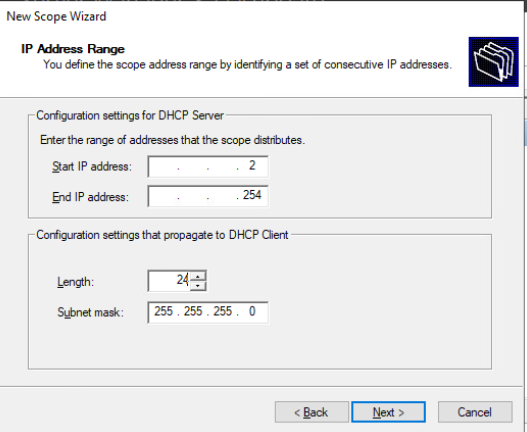 New Scope Wizard
IP Address Range
You define the scope address range by identifying a set of consecutive IP addresses.
Configuration settings for DHCP Server
Enter the range of addresses that the scope distributes.
Start IP address: . . . 2
End IP address: . . . 254
Configuration settings that propagate to DHCP Client
Length: 24
Subnet mask: 255 . 255 . 255 . 0
< Back Next > Cancel